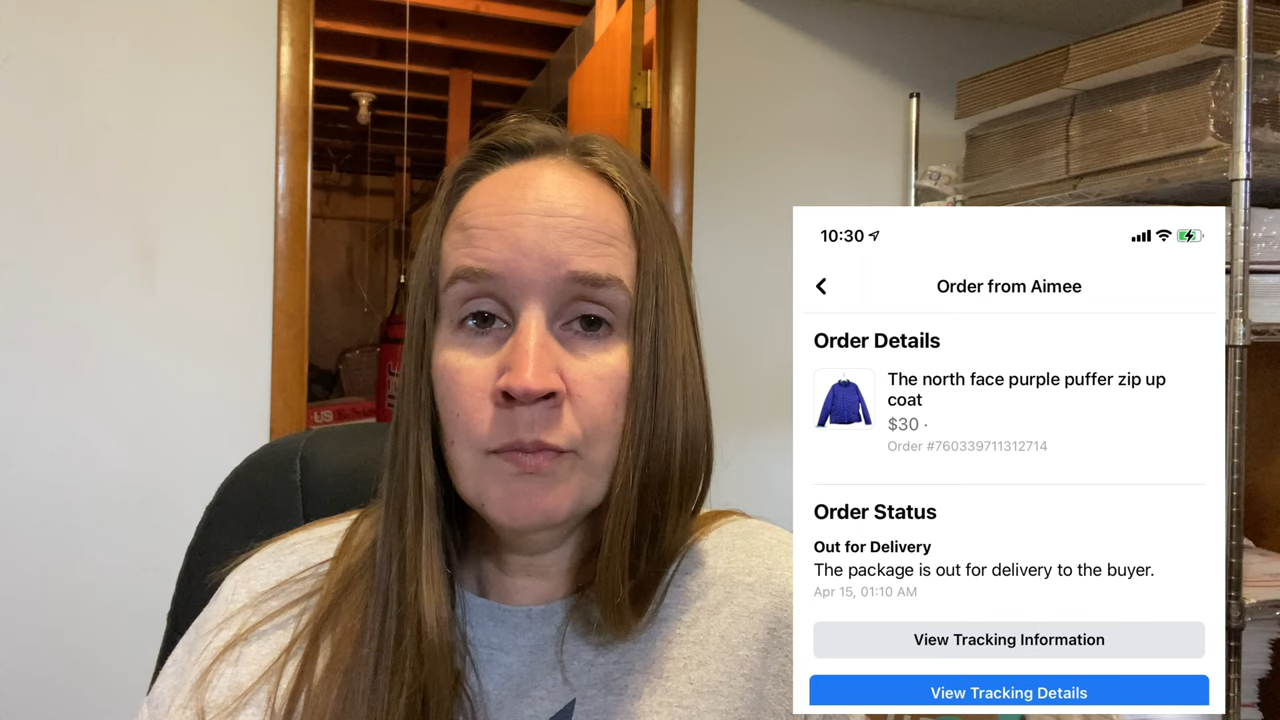 US
10:30
Order from Aimee
Order Details
The north face purple puffer zip up
coat
$30 ·
Order #760339711312714
Order Status
Out for Delivery
The package is out for delivery to the buyer.
Apr 15, 01:10 AM
View Tracking Information
View Tracking Details